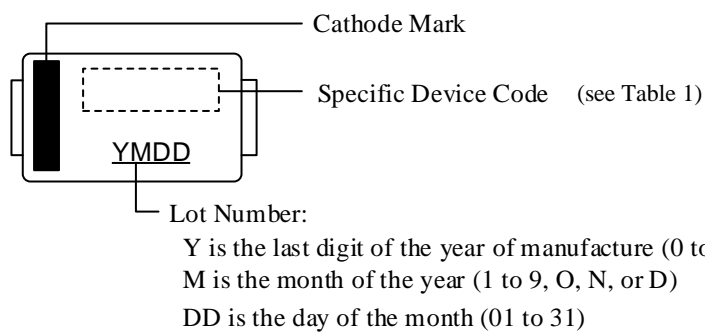 Cathode Mark
Specific Device Code (see Table 1)
YMDD
Lot Number:
Y is the last digit of the year of manufacture (0 to
M is the month of the year (1 to 9, O, N, or D)
DD is the day of the month (01 to 31)